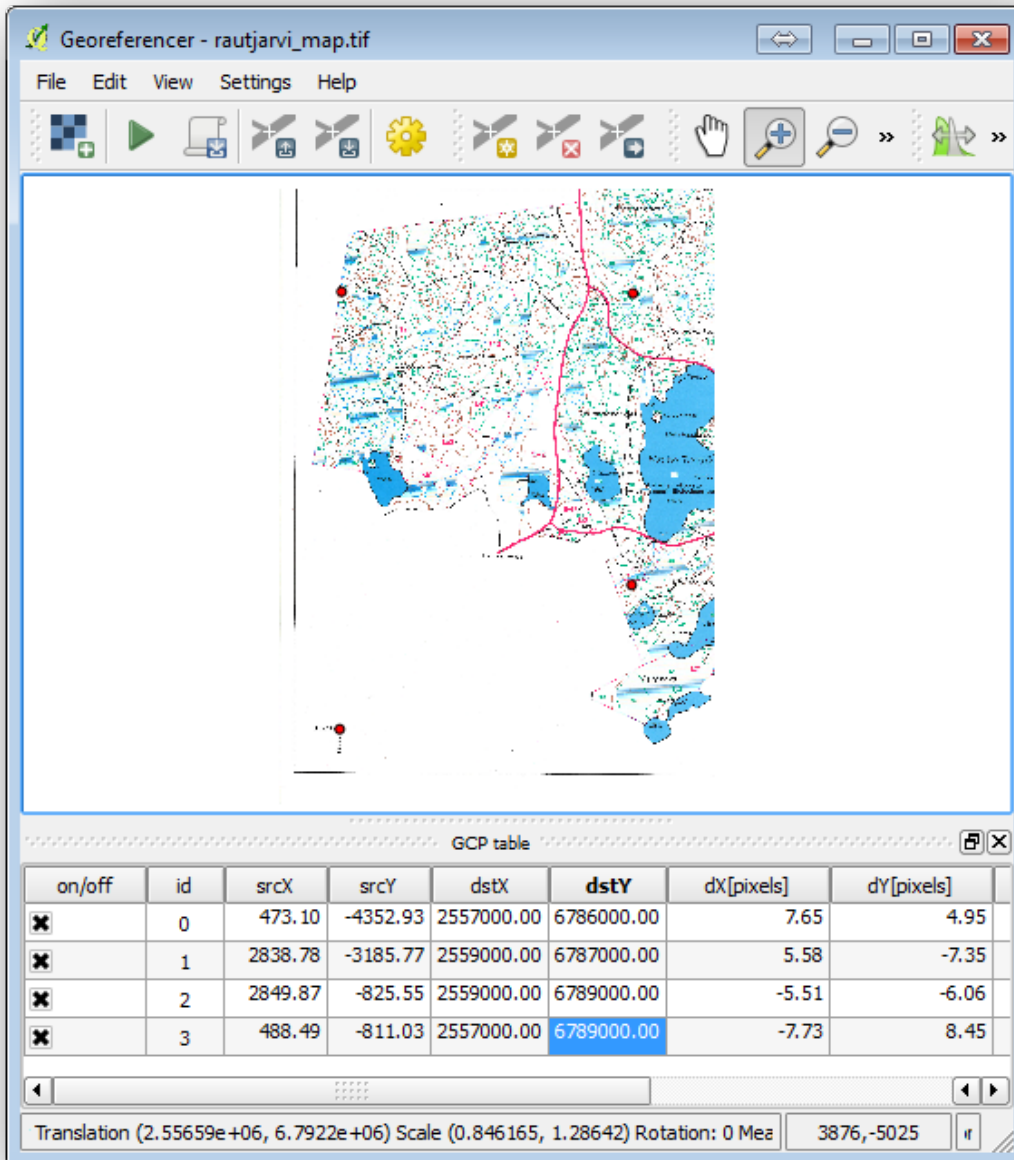 Georeferencer - rautjarvi_map.tif
File Edit View Settings Help
» »
GCP table
on/off id srcX srcY dstX dstY dX[pixels] dY[pixels]
0 473.10 -4352.93 2557000.00 6786000.00 7.65 4.95
1 2838.78 -3185.77 2559000.00 6787000.00 5.58 -7.35
2 2849.87 -825.55 2559000.00 6789000.00 -5.51 -6.06
3 488.49 -811.03 2557000.00 6789000.00 -7.73 8.45
Translation (2.55659e+06, 6.7922e+06) Scale (0.846165, 1.28642) Rotation: 0 Mea 3876,-5025